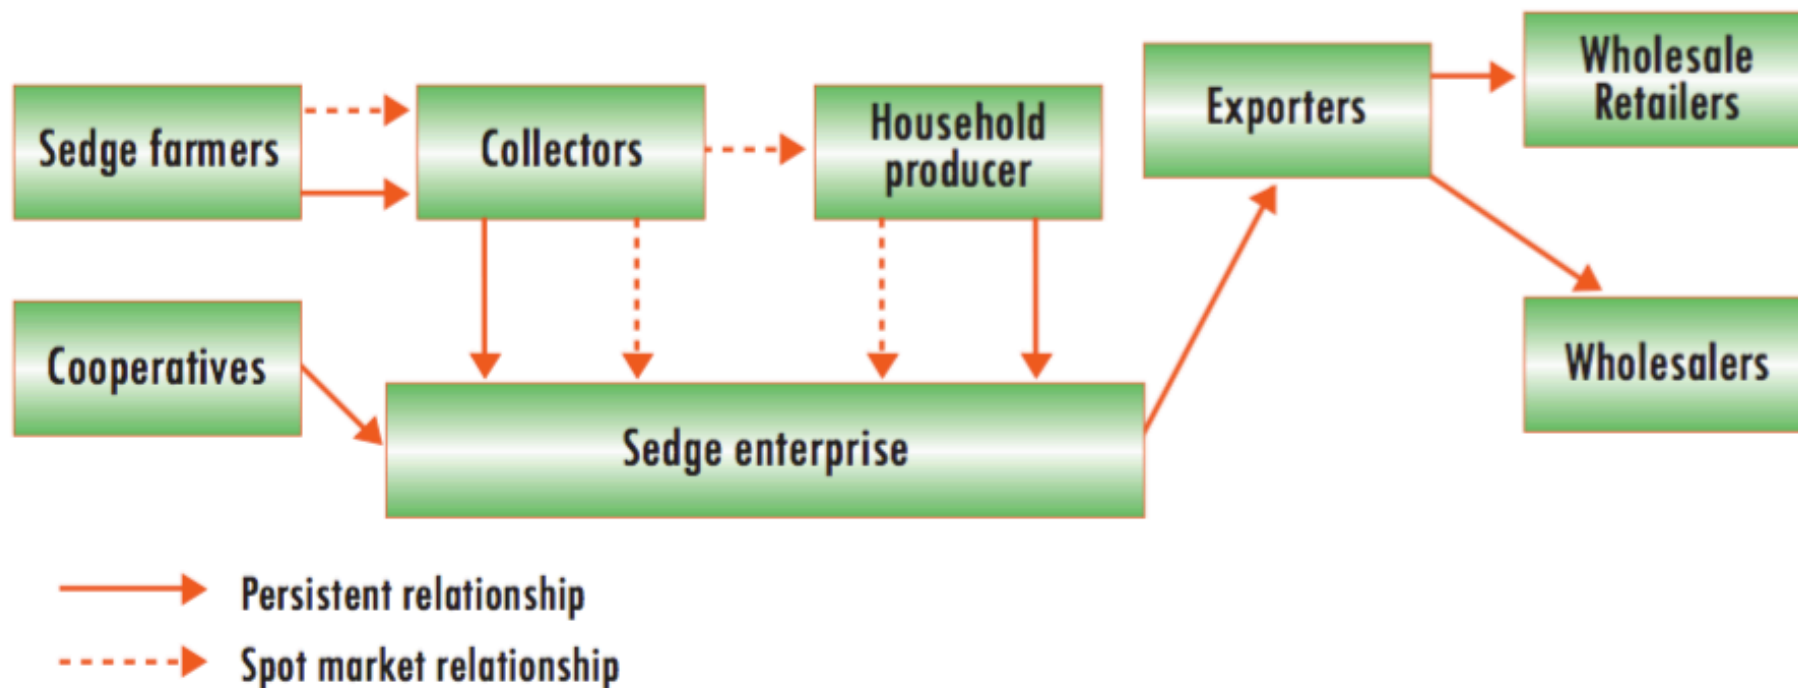 Sedge farmers
Collectors
Household
producer
Exporters
Wholesale
Retailers
Cooperatives
Sedge enterprise
Wholesalers
Persistent relationship
Spot market relationship